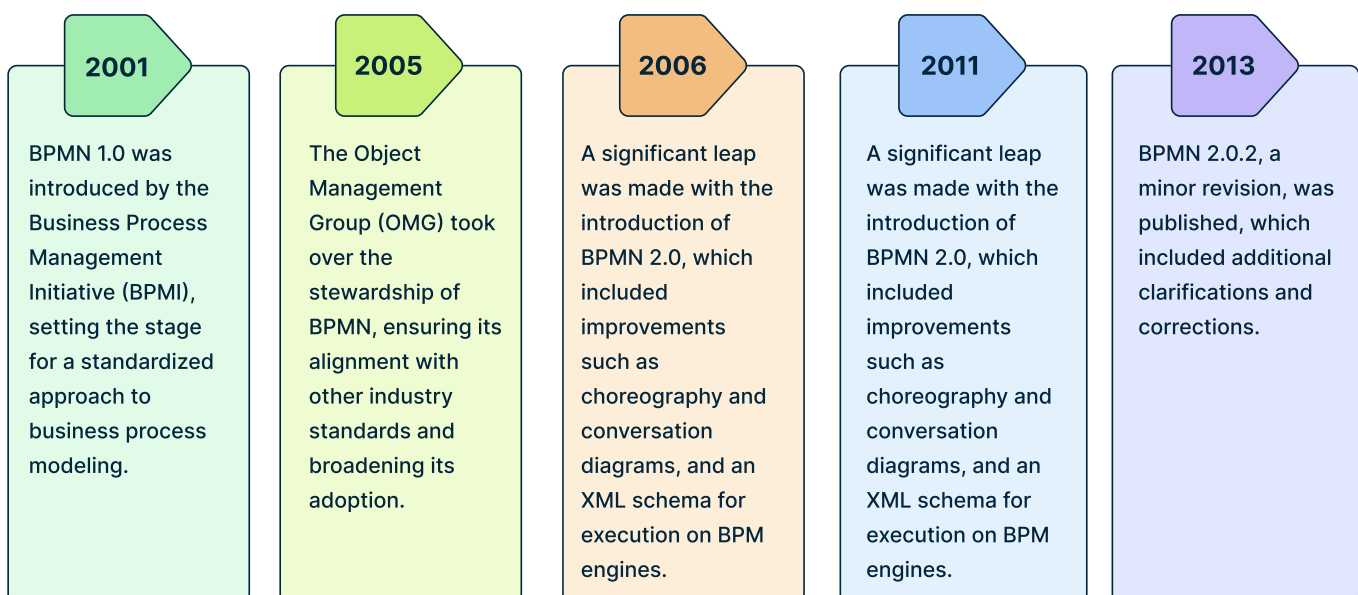 2001
BPMN 1.0 was
introduced by the
Business Process
Management
Initiative (BPMI),
setting the stage
for a standardized
approach to
business process
modeling.
2005
The Object
Management
Group (OMG) took
over the
stewardship of
BPMN, ensuring its
alignment with
other industry
standards and
broadening its
adoption.
2006
A significant leap
was made with the
introduction of
BPMN 2.0, which
included
improvements
such as
choreography and
conversation
diagrams, and an
XML schema for
execution on BPM
engines.
2011
A significant leap
was made with the
introduction of
BPMN 2.0, which
included
improvements
such as
choreography and
conversation
diagrams, and an
XML schema for
execution on BPM
engines.
2013
BPMN 2.0.2, a
minor revision, was
published, which
included additional
clarifications and
corrections.